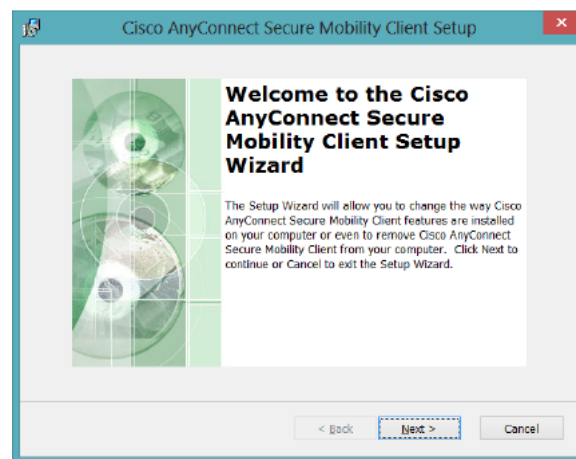 Cisco AnyConnect Secure Mobility Client Setup
Welcome to the Cisco
AnyConnect Secure
Mobility Client Setup
Wizard
The Setup Wizard will allow you to change the way Cisco
AnyConnect Secure Mobility Client features are installed
on your computer or even to remove Cisco AnyConnect
Secure Mobility Client from your computer. Click Next to
continue or Cancel to exit the Setup Wizard.
< Back Next > Cancel